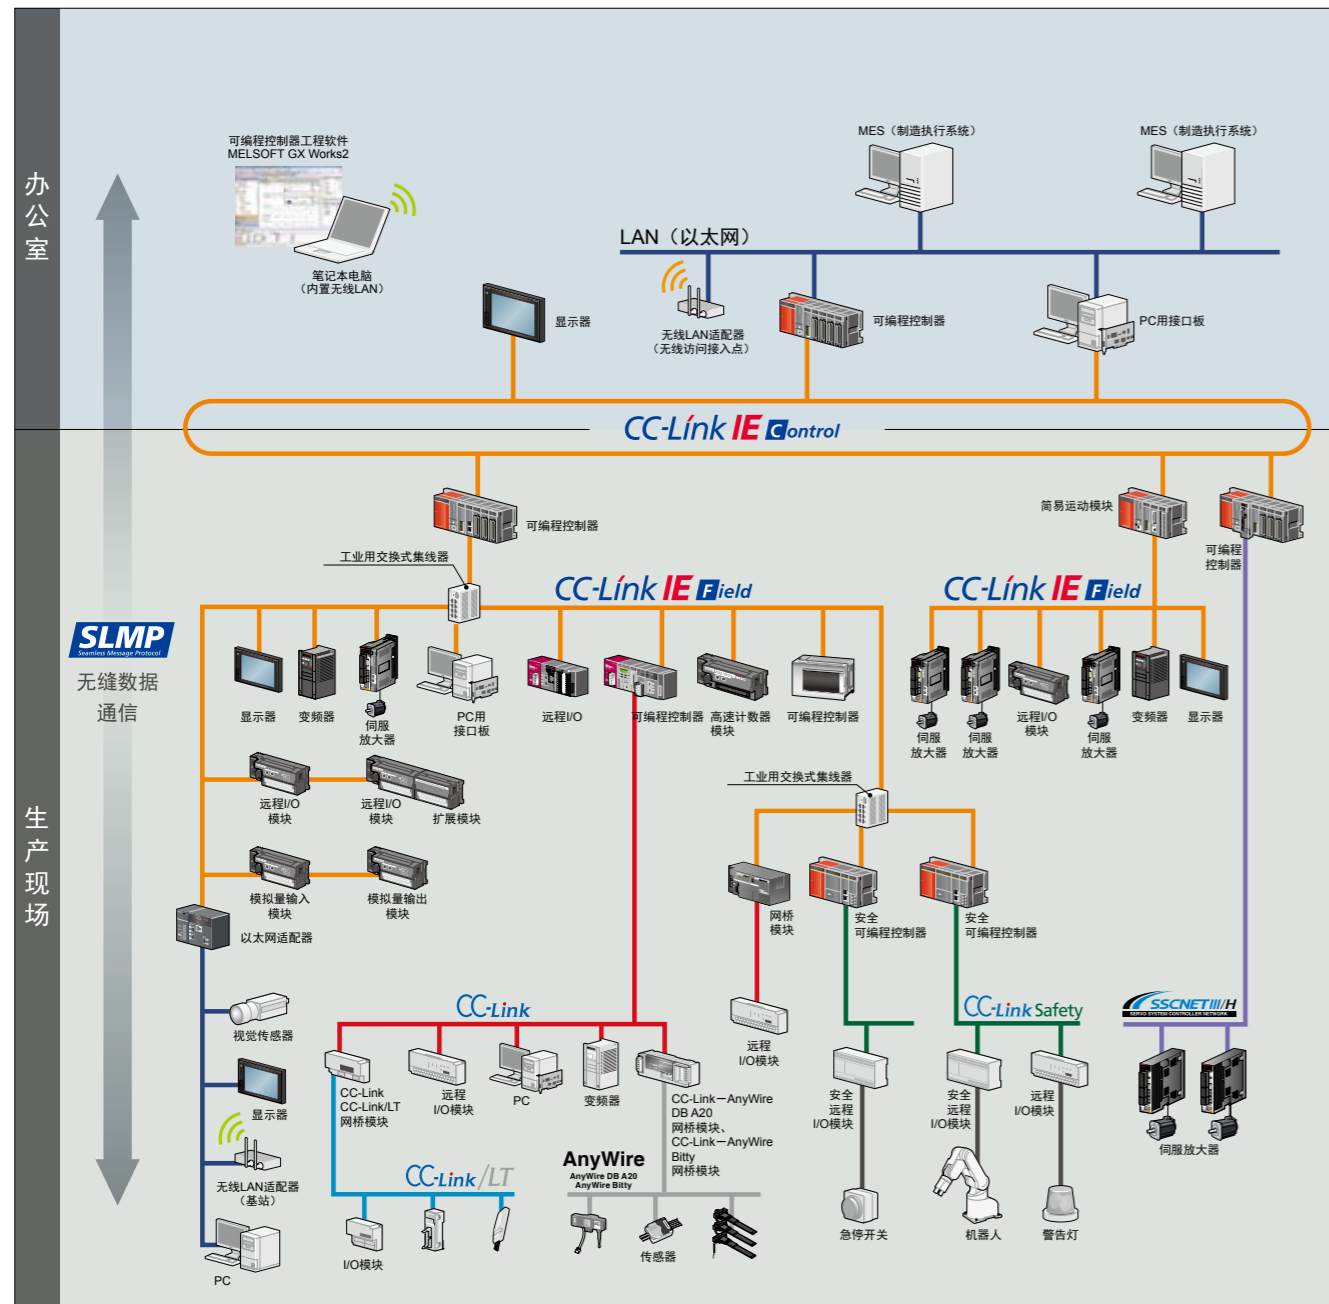 办公室
可编程控制器工程软件
MELSOFT GX Works2
笔记本电脑
（内置无线LAN）
MES（制造执行系统）
MES（制造执行系统）
LAN（以太网）
显示器
无线LAN适配器
（无线访问接入点）
可编程控制器
PC用接口板
CC-Link IE Control
生产现场
SLMP
Seamless Message Protocol
无缝数据
通信
可编程控制器
简易运动模块
可编程
控制器
工业用交换式集线器
CC-Link IE Field
CC-Link IE Field
显示器
变频器
伺服
放大器
PC用
接口板
远程I/O
可编程控制器
高速计数器
模块
可编程控制器
伺服
放大器
伺服
放大器
远程I/O
模块
伺服
放大器
变频器
显示器
远程I/O
模块
远程I/O
模块
扩展模块
工业用交换式集线器
模拟量输入
模块
模拟量输出
模块
以太网适配器
网桥
模块
安全
可编程控制器
安全
可编程控制器
视觉传感器
CC-Link
CC-Link Safety
SSCNETIII/H
SERVO SYSTEM CONTROLLER NETWORK
远程
I/O模块
显示器
CC-Link
CC-Link/LT
网桥模块
远程
I/O模块
PC
变频器
CC-Link－AnyWire
DB A20
网桥模块、
CC-Link－AnyWire
Bitty
网桥模块
安全
远程
I/O模块
安全
远程
I/O模块
远程
I/O模块
伺服放大器
无线LAN适配器
（基站）
CC-Link/LT
AnyWire
AnyWire DB A20
AnyWire Bitty
I/O模块
传感器
急停开关
机器人
警告灯
PC